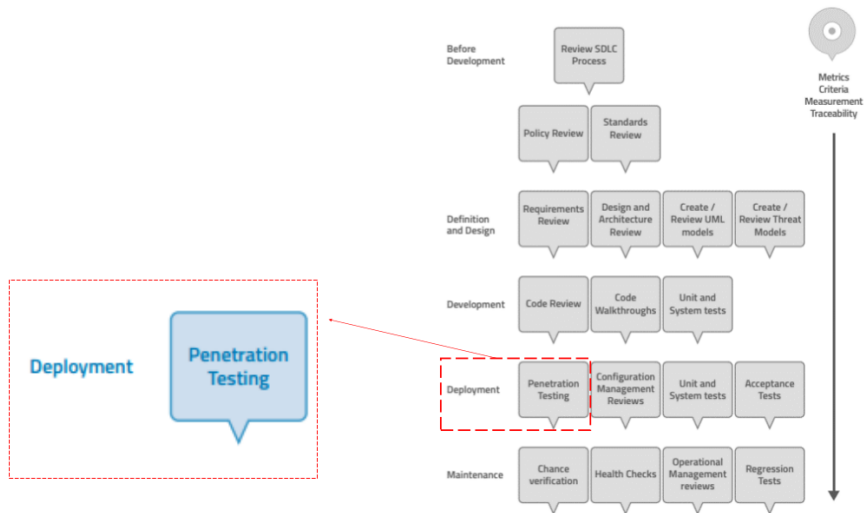 Before
Development
Review SDLC
Process
Metrics
Criteria
Measurement
Traceability
Policy Review
Standards
Review
Definition
and Design
Requirements
Review
Design and
Architecture
Review
Create /
Review UML
models
Create /
Review Threat
Models
Development
Code Review
Code
Walkthroughs
Unit and
System tests
Deployment
Penetration
Testing
Deployment
Penetration
Testing
Configuration
Management
Reviews
Unit and
System tests
Acceptance
Tests
Maintenance
Chance
verification
Health Checks
Operational
Management
reviews
Regression
Tests